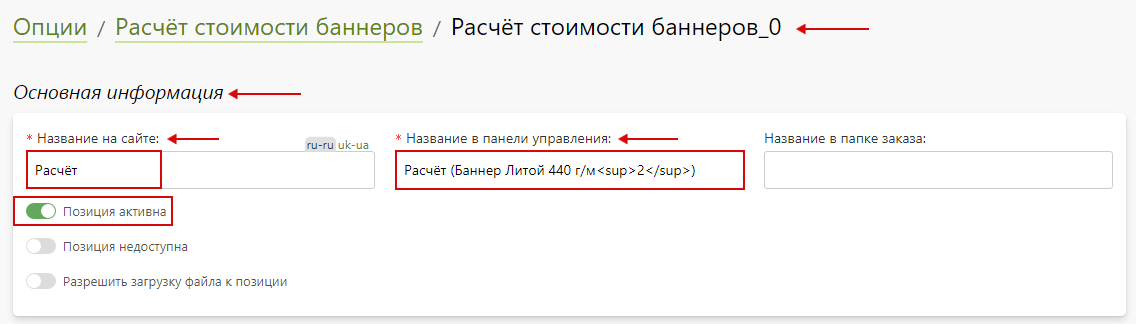 Опции / Расчёт стоимости баннеров / Расчёт стоимости баннеров_0
Основная информация
* Название на сайте: ru-ru uk-ua * Название в панели управления: Название в папке заказа:
Расчёт Расчёт (Баннер Литой 440 г/м<sup>2</sup>)
Позиция активна
Позиция недоступна
Разрешить загрузку файла к позиции